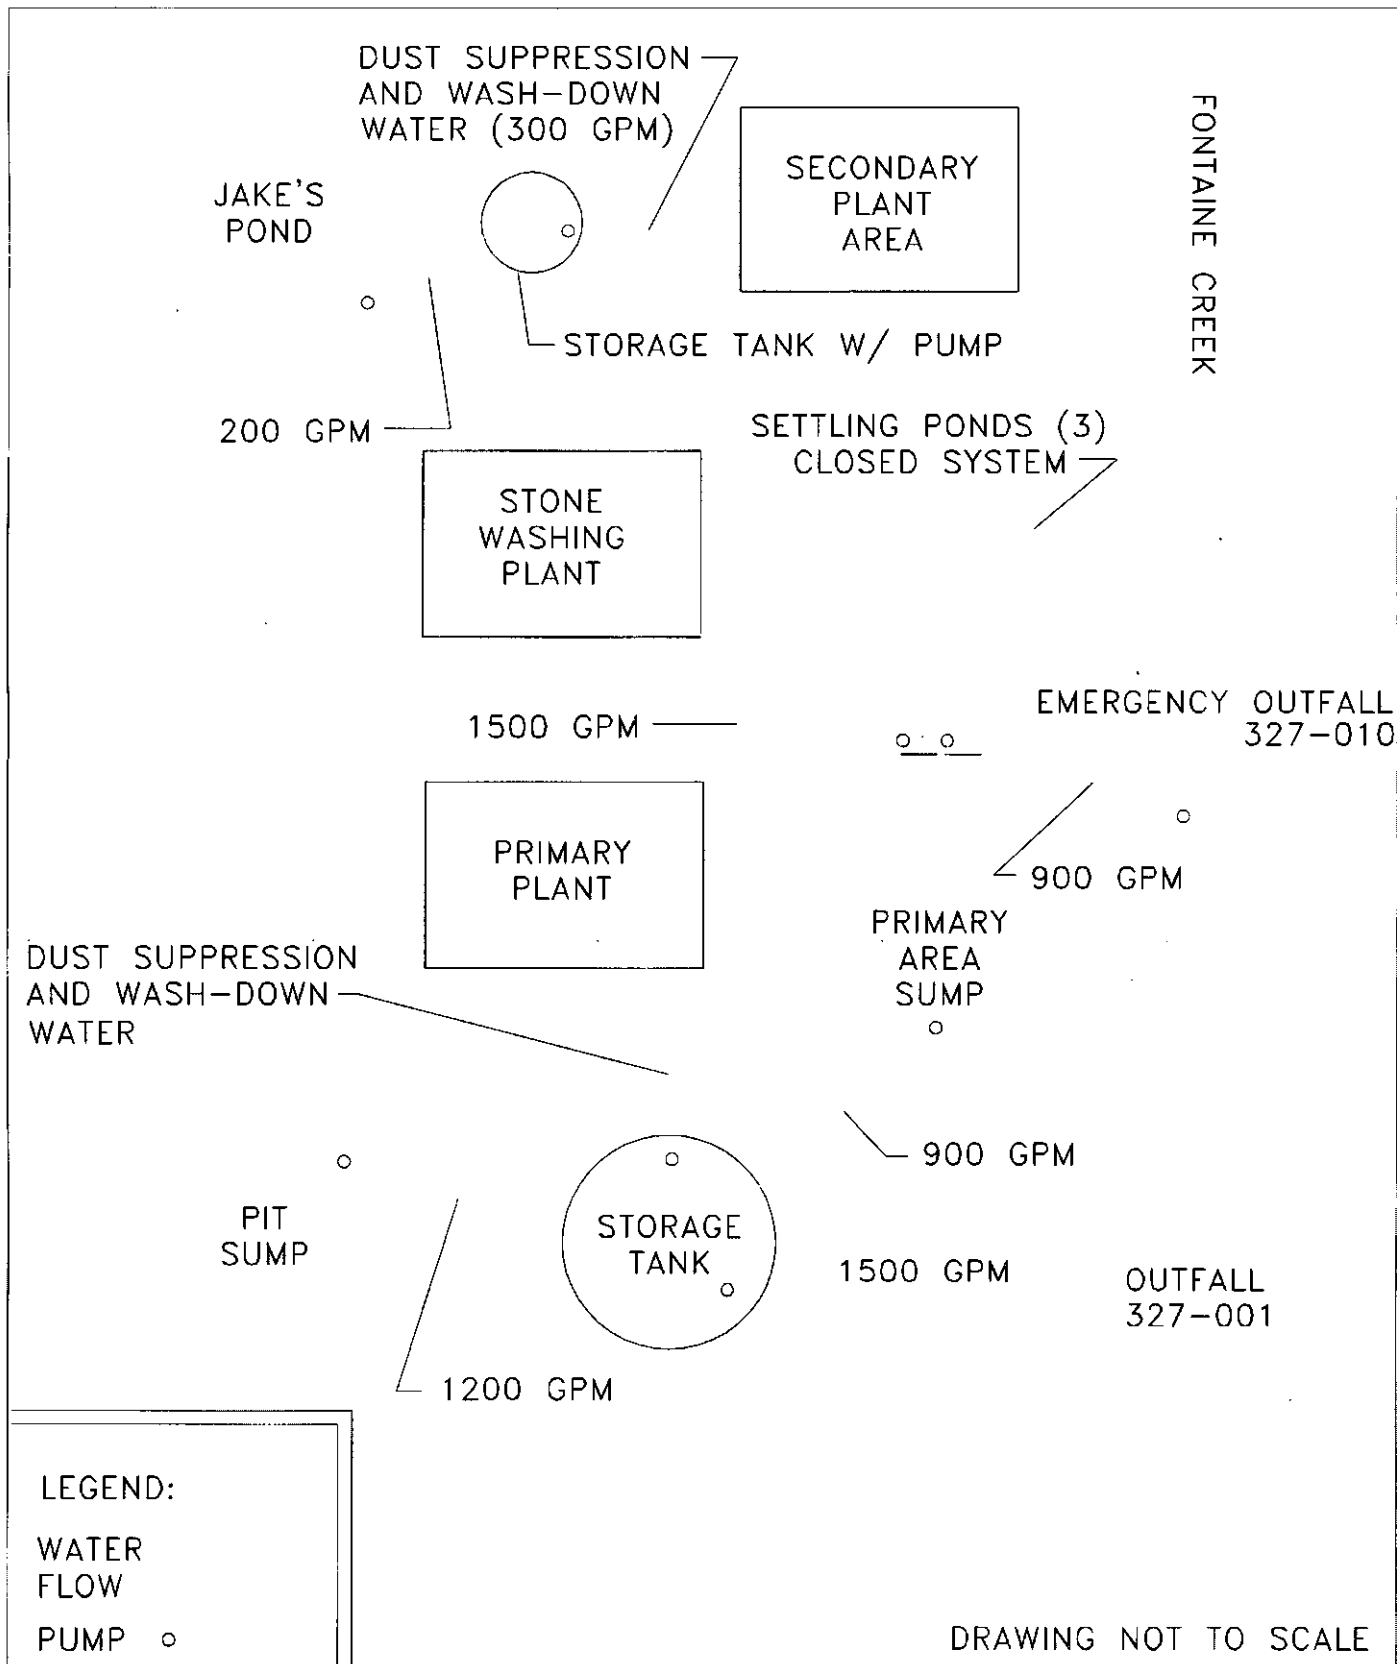 DUST SUPPRESSION
AND WASH-DOWN
WATER (300 GPM)
JAKE'S
POND
SECONDARY
PLANT
AREA
FONTAINE CREEK
STORAGE TANK W/ PUMP
200 GPM
SETTLING PONDS (3)
CLOSED SYSTEM
STONE
WASHING
PLANT
1500 GPM
EMERGENCY OUTFALL
327-010
PRIMARY
PLANT
900 GPM
PRIMARY
AREA
SUMP
DUST SUPPRESSION
AND WASH-DOWN
WATER
900 GPM
PIT
SUMP
STORAGE
TANK
1500 GPM
OUTFALL
327-001
1200 GPM
LEGEND:
WATER
FLOW
PUMP
DRAWING NOT TO SCALE